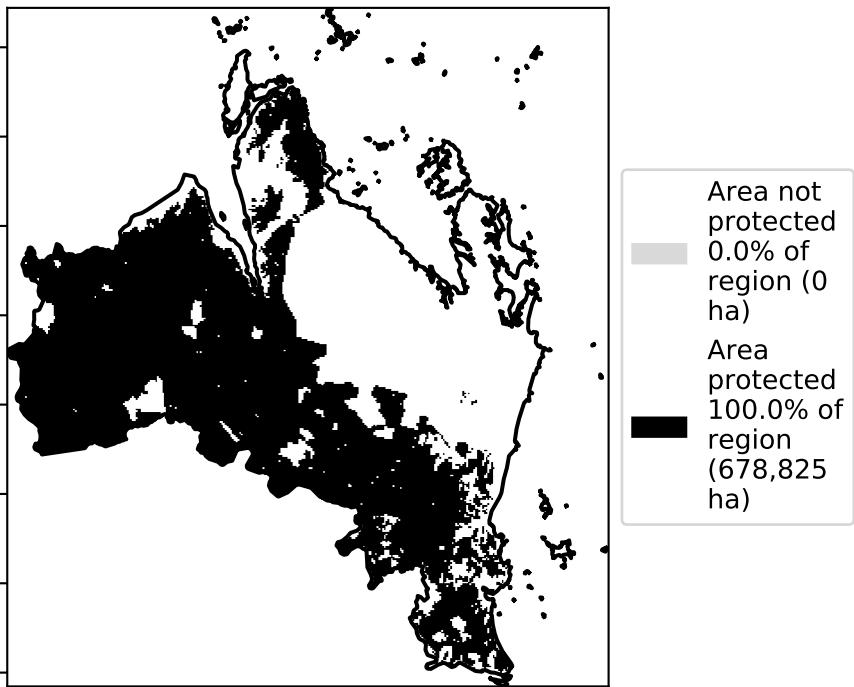 Area not
protected
0.0% of
region (0
ha)
Area
protected
100.0% of
region
(678,825
ha)